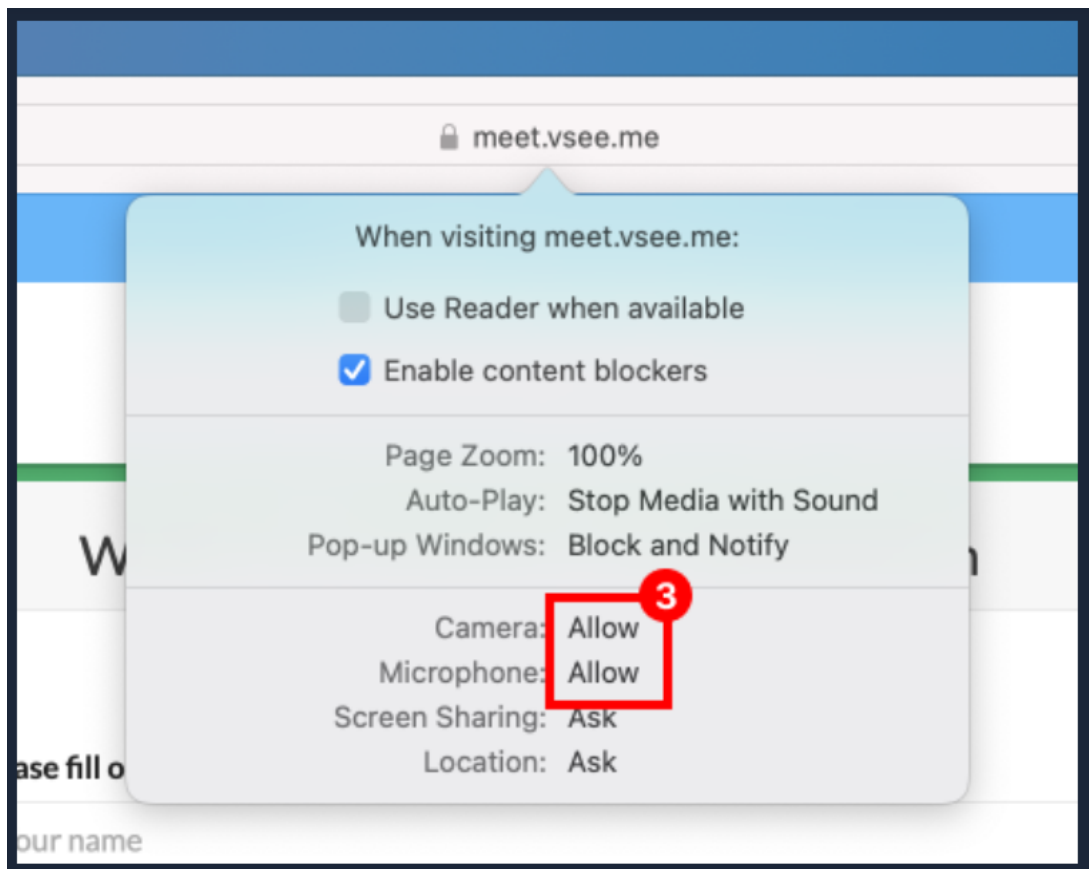 meet.vsee.me
When visiting meet.vsee.me:
Use Reader when available
Enable content blockers
Page Zoom: 100%
Auto-Play: Stop Media with Sound
Pop-up Windows: Block and Notify
W
3
Camera: Allow
Microphone: Allow
Screen Sharing: Ask
Location: Ask
ase fill o
our name